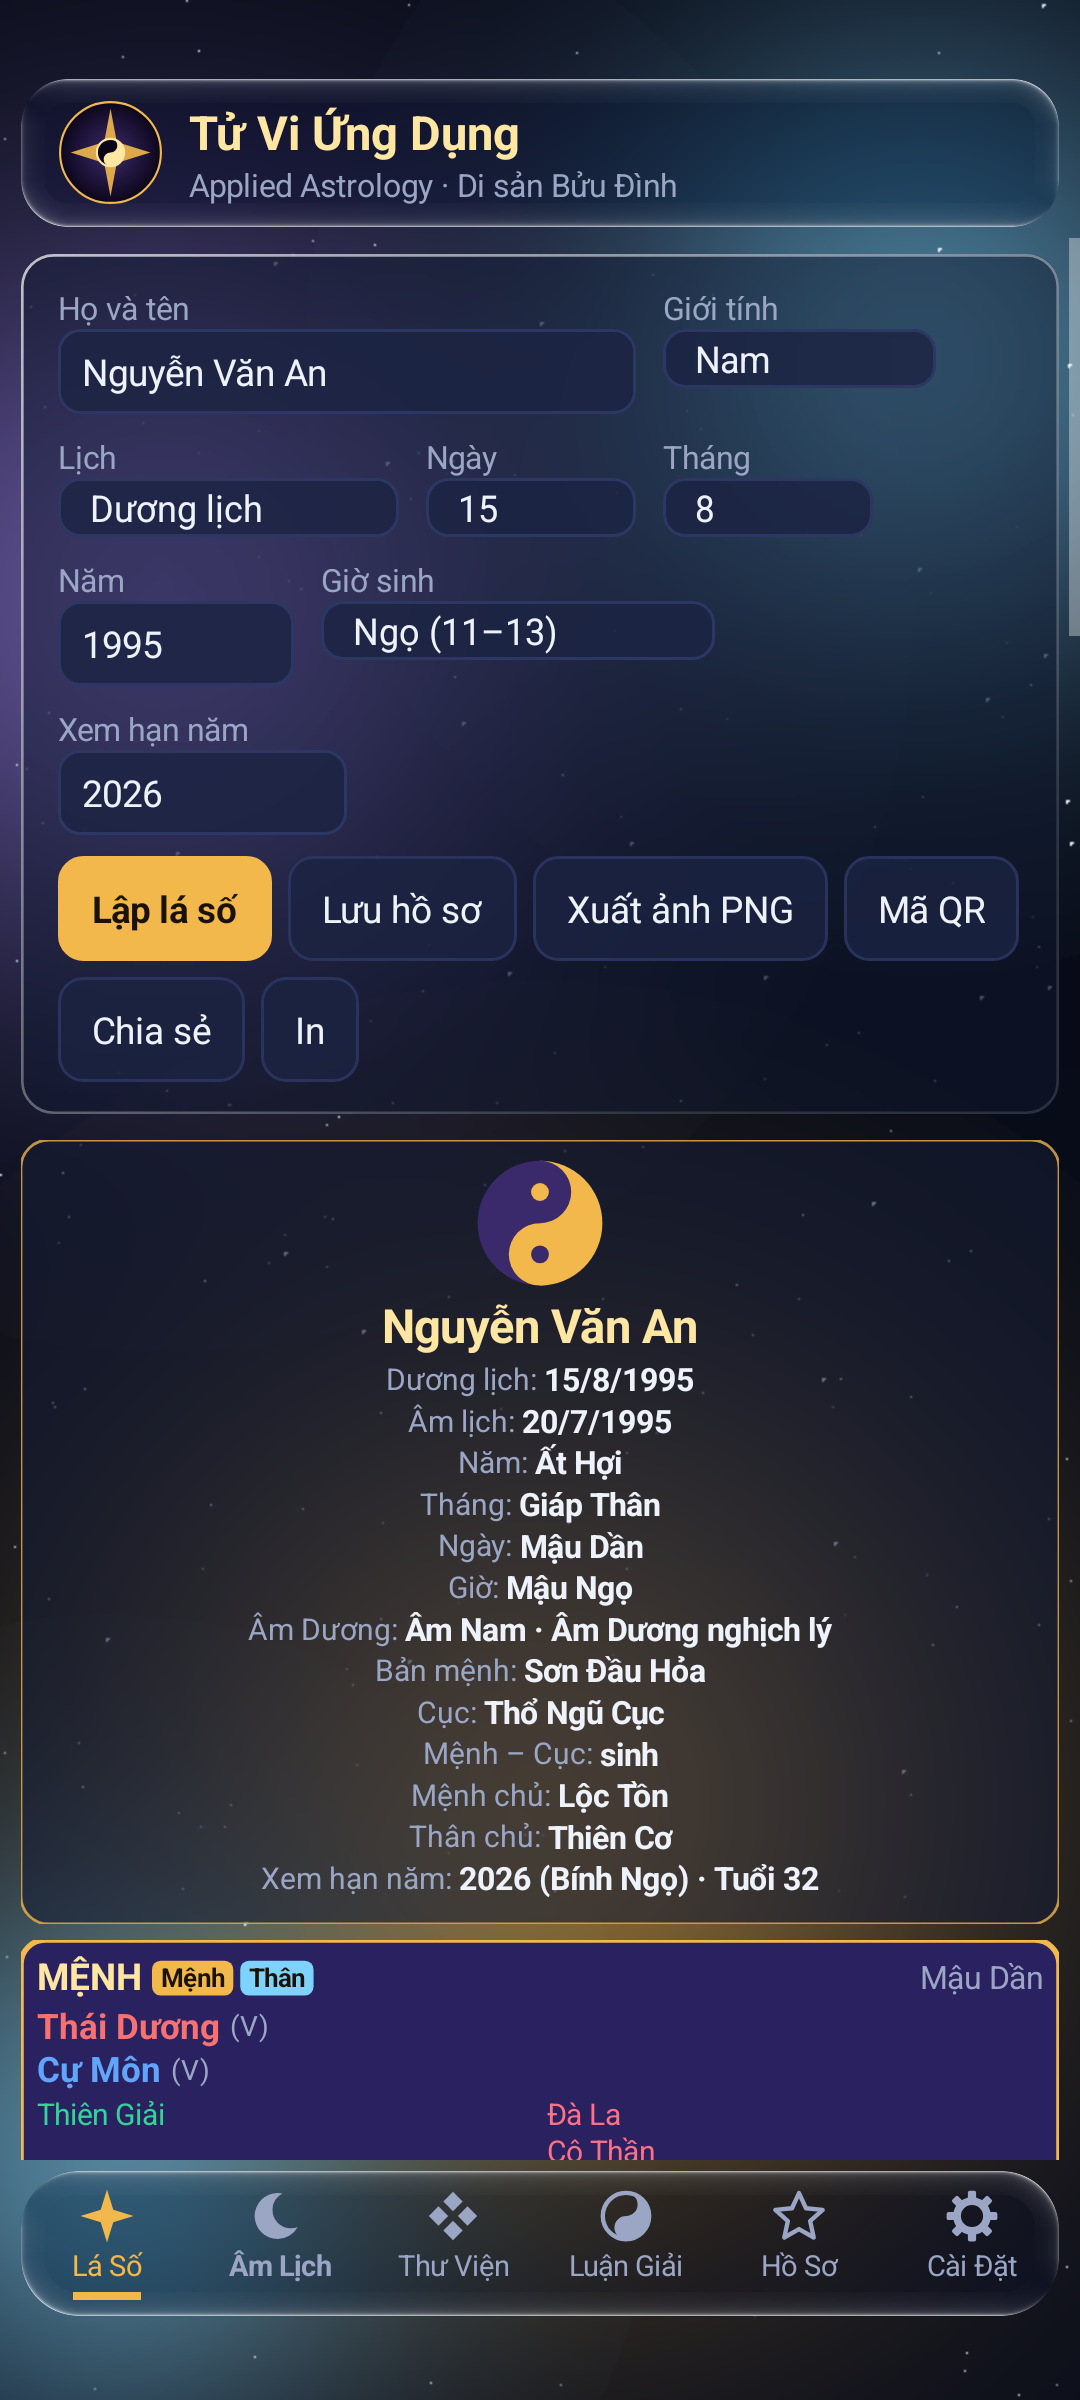 Tử Vi Ứng Dụng
Applied Astrology · Di sản Bửu Đình
Họ và tên
Giới tính
Nguyễn Văn An
Nam
Lịch
Ngày
Tháng
Dương lịch
15
8
Năm
Giờ sinh
1995
Ngọ (11–13)
Xem hạn năm
2026
Lập lá số
Lưu hồ sơ
Xuất ảnh PNG
Mã QR
Chia sẻ
In
Nguyễn Văn An
Dương lịch: 15/8/1995
Âm lịch: 20/7/1995
Năm: Ất Hợi
Tháng: Giáp Thân
Ngày: Mậu Dần
Giờ: Mậu Ngọ
Âm Dương: Âm Nam · Âm Dương nghịch lý
Bản mệnh: Sơn Đầu Hỏa
Cục: Thổ Ngũ Cục
Mệnh – Cục: sinh
Mệnh chủ: Lộc Tồn
Thân chủ: Thiên Cơ
Xem hạn năm: 2026 (Bính Ngọ) · Tuổi 32
MỆNH Mệnh Thân
Mậu Dần
Thái Dương (V)
Cự Môn (V)
Thiên Giải
Đà La
Cô Thần
Lá Số
Âm Lịch
Thư Viện
Luận Giải
Hồ Sơ
Cài Đặt